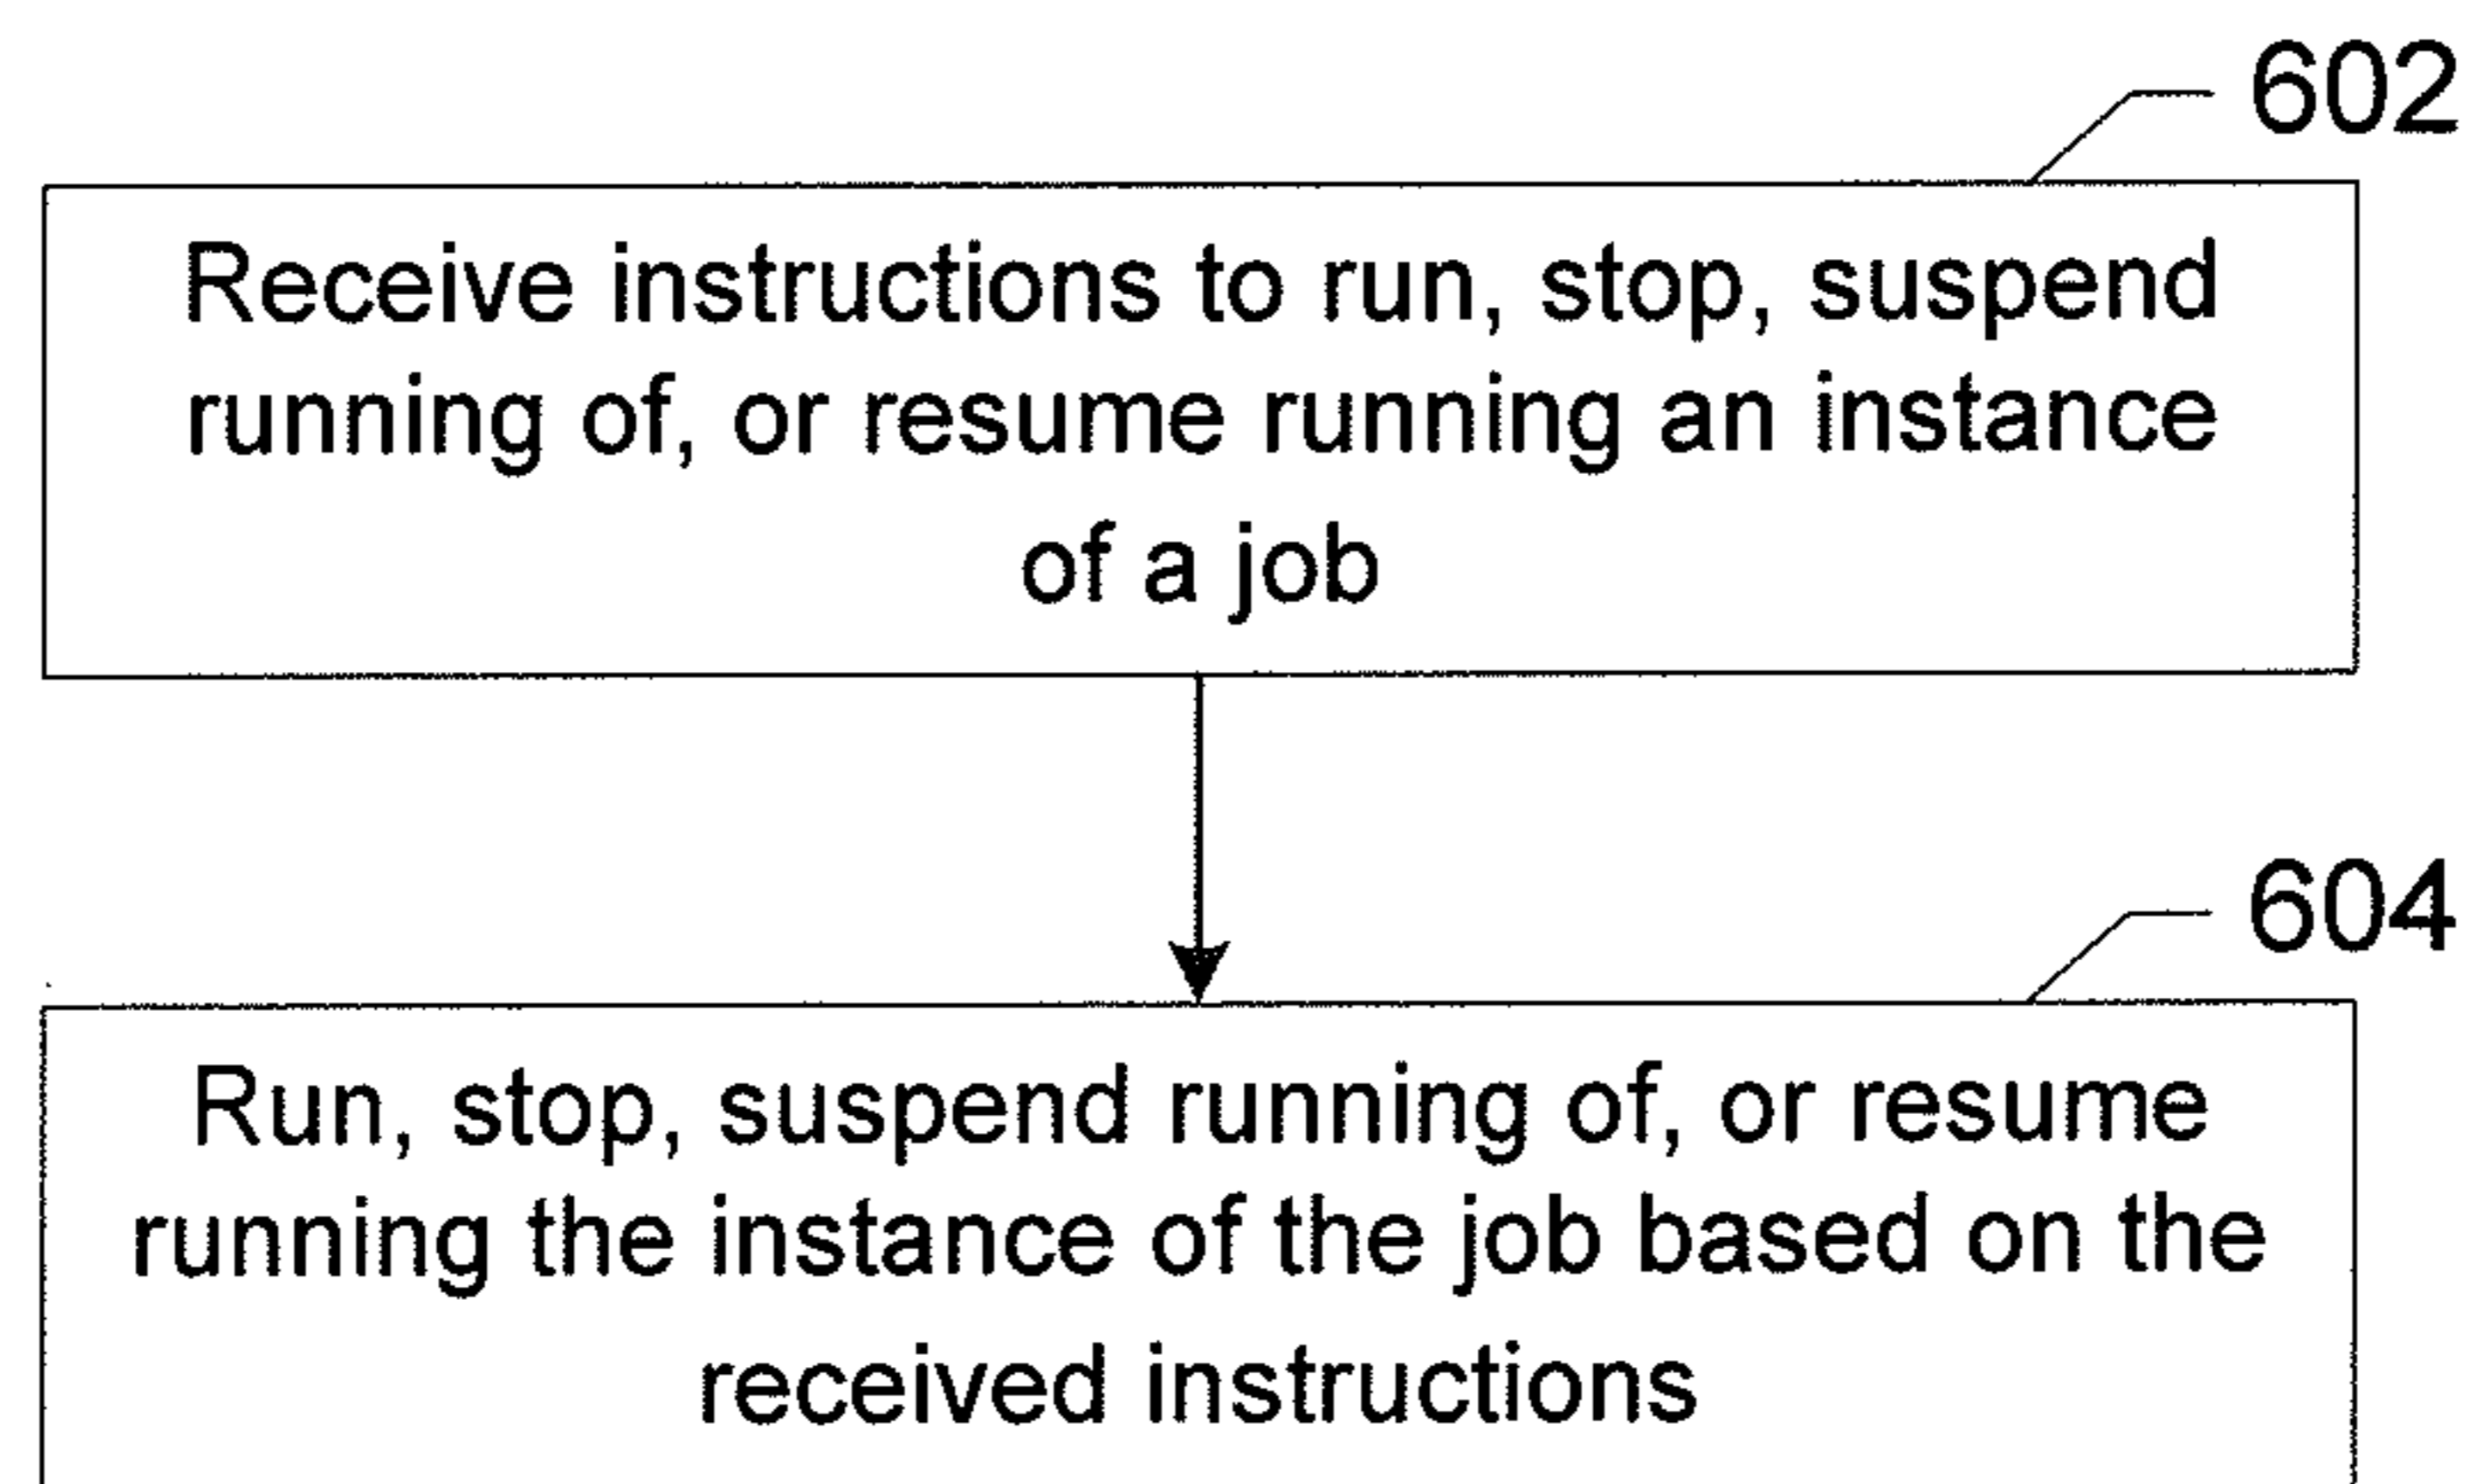 602
Receive instructions to run, stop, suspend
running of, or resume running an instance
of a job
604
Run, stop, suspend running of, or resume
running the instance of the job based on the
received instructions